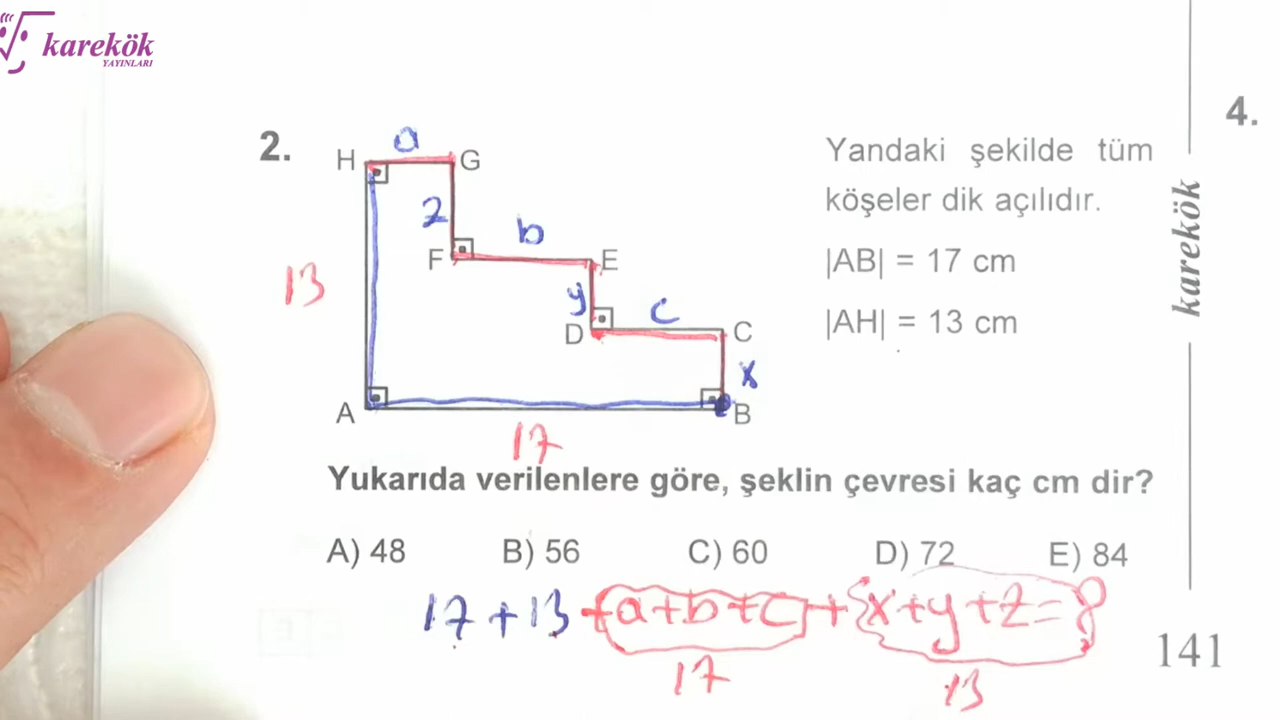 karekök
YAYINLARI
4.
2.
a
H
G
Yandaki şekilde tüm
köşeler dik açılıdır.
z
b
F
E
|AB| = 17 cm
karekök
13
y
c
D
C
|AH| = 13 cm
x
A
B
17
Yukarıda verilenlere göre, şeklin çevresi kaç cm dir?
A) 48 B) 56 C) 60 D) 72 E) 84
17 + 13 + a + b + c + x + y + z = ?
141
17
13